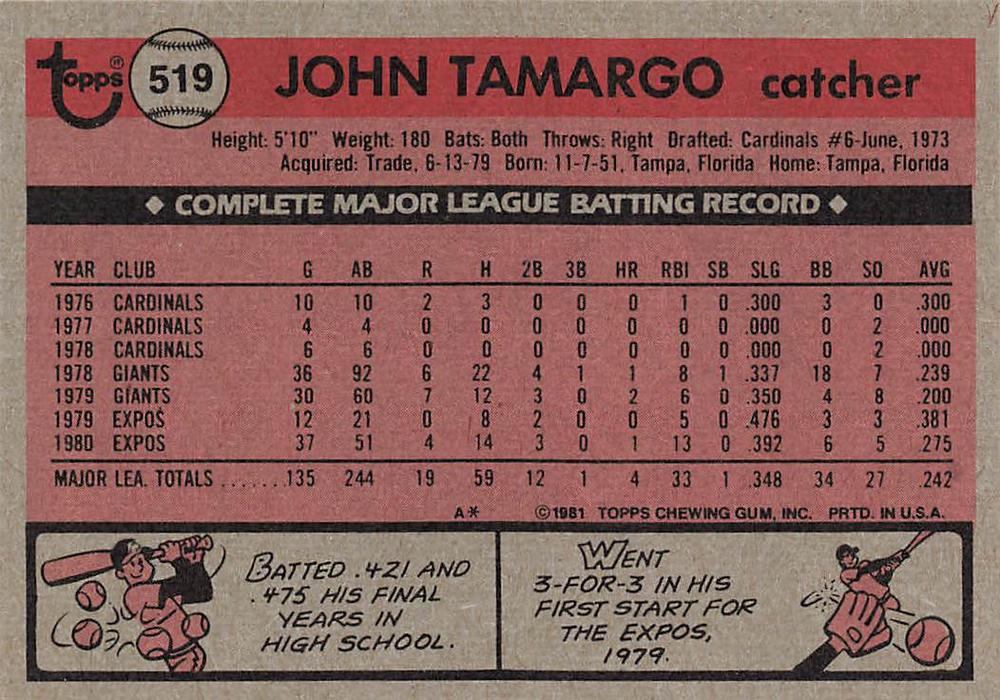 Topps® 519 JOHN TAMARGO catcher
Height: 5'10" Weight: 180 Bats: Both Throws: Right Drafted: Cardinals #6-June, 1973
Acquired: Trade, 6-13-79 Born: 11-7-51, Tampa, Florida Home: Tampa, Florida
◆ COMPLETE MAJOR LEAGUE BATTING RECORD ◆
YEAR CLUB G AB R H 2B 3B HR RBI SB SLG BB SO AVG
1976 CARDINALS 10 10 2 3 0 0 0 1 0 .300 3 0 .300
1977 CARDINALS 4 4 0 0 0 0 0 0 0 .000 0 2 .000
1978 CARDINALS 6 6 0 0 0 0 0 0 0 .000 0 2 .000
1978 GIANTS 36 92 6 22 4 1 1 8 1 .337 18 7 .239
1979 GIANTS 30 60 7 12 3 0 2 6 0 .350 4 8 .200
1979 EXPOS 12 21 0 8 2 0 0 5 0 .476 3 3 .381
1980 EXPOS 37 51 4 14 3 0 1 13 0 .392 6 5 .275
MAJOR LEA. TOTALS .......135 244 19 59 12 1 4 33 1 .348 34 27 .242
A* ©1981 TOPPS CHEWING GUM, INC. PRTD. IN U.S.A.
BATTED .421 AND
.475 HIS FINAL
YEARS IN
HIGH SCHOOL.
WENT
3-FOR-3 IN HIS
FIRST START FOR
THE EXPOS,
1979.